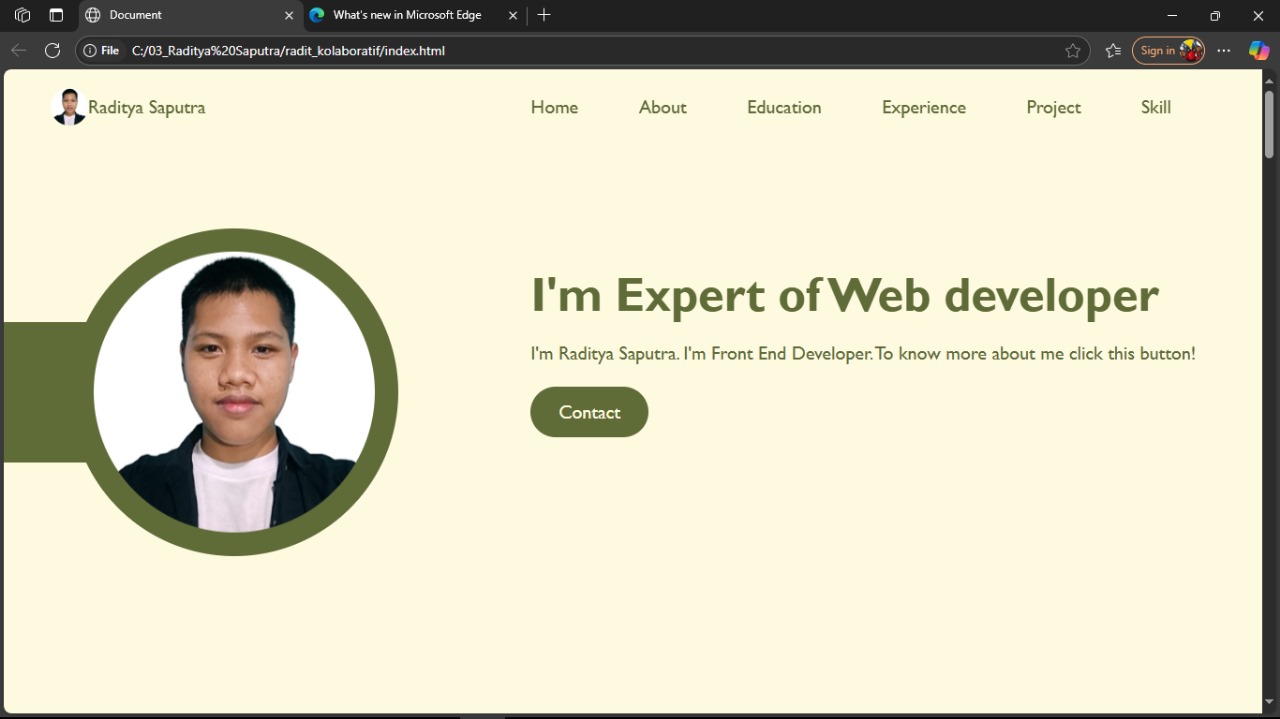 Document
What's new in Microsoft Edge
File
C:/03_Raditya%20Saputra/radit_kolaboratif/index.html
Sign in
Raditya Saputra
Home
About
Education
Experience
Project
Skill
I'm Expert of Web developer
I'm Raditya Saputra. I'm Front End Developer. To know more about me click this button!
Contact